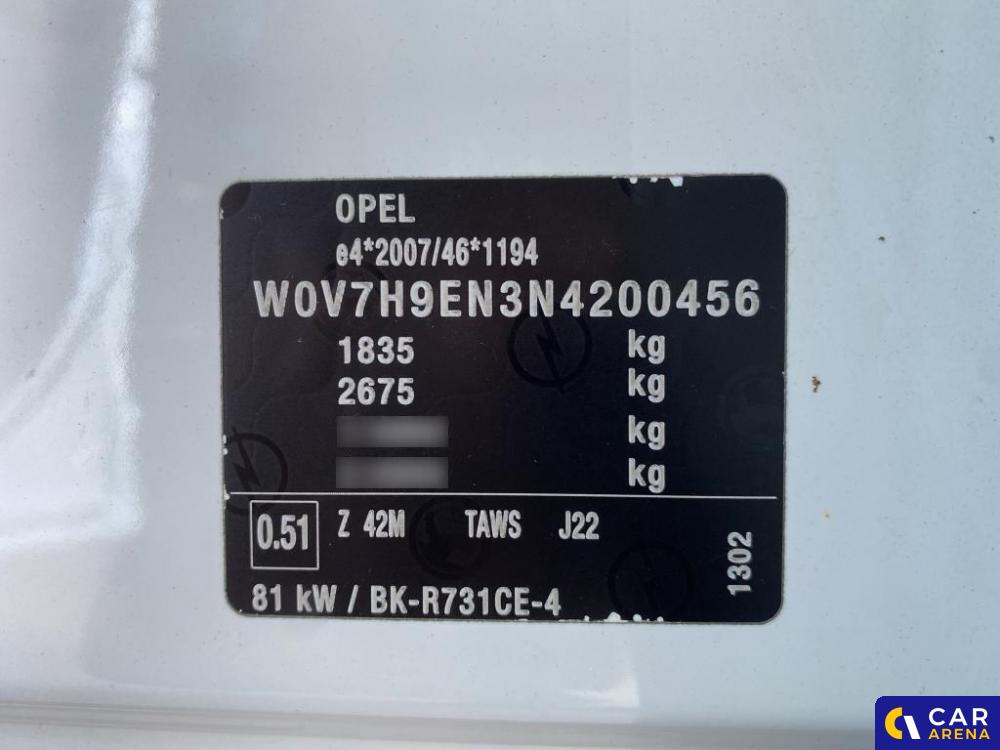 OPEL
e4*2007/46*1194
W0V7H9EN3N4200456
1835 kg
2675 kg
kg
kg
0.51 Z 42M TAWS J22
1302
81 kW / BK-R731CE-4
CAR
ARENA